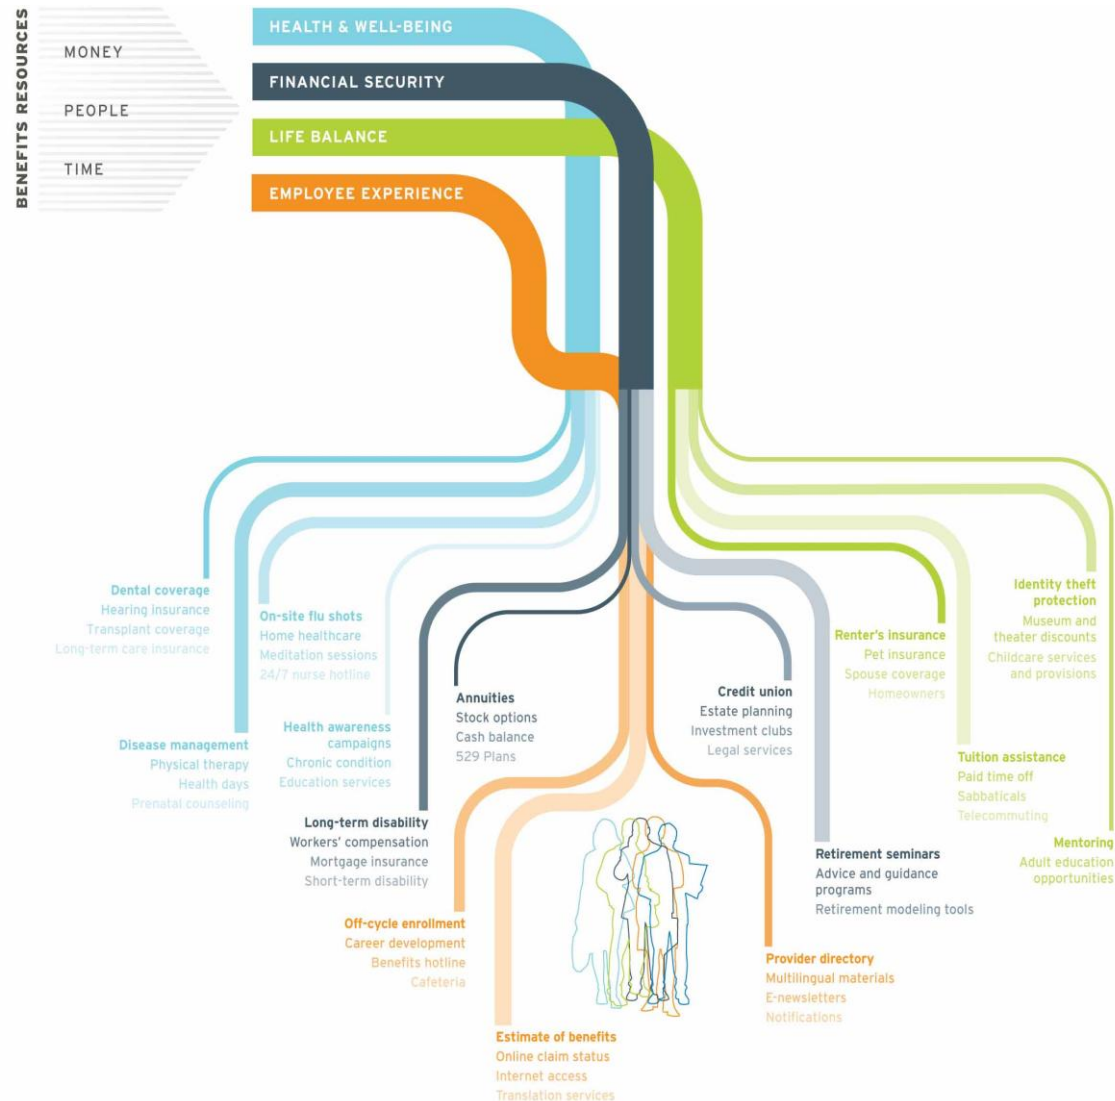 BENEFITS RESOURCES
MONEY
PEOPLE
TIME
HEALTH & WELL-BEING
FINANCIAL SECURITY
LIFE BALANCE
EMPLOYEE EXPERIENCE
Dental coverage
Hearing insurance
Transplant coverage
Long-term care insurance
On-site flu shots
Home healthcare
Meditation sessions
24/7 nurse hotline
Disease management
Physical therapy
Health days
Prenatal counseling
Health awareness
campaigns
Chronic condition
Education services
Annuities
Stock options
Cash balance
529 Plans
Long-term disability
Workers' compensation
Mortgage insurance
Short-term disability
Credit union
Estate planning
Investment clubs
Legal services
Retirement seminars
Advice and guidance
programs
Retirement modeling tools
Renter's insurance
Pet insurance
Spouse coverage
Homeowners
Identity theft
protection
Museum and
theater discounts
Childcare services
and provisions
Tuition assistance
Paid time off
Sabbaticals
Telecommuting
Mentoring
Adult education
opportunities
Off-cycle enrollment
Career development
Benefits hotline
Cafeteria
Estimate of benefits
Online claim status
Internet access
Translation services
Provider directory
Multilingual materials
E-newsletters
Notifications